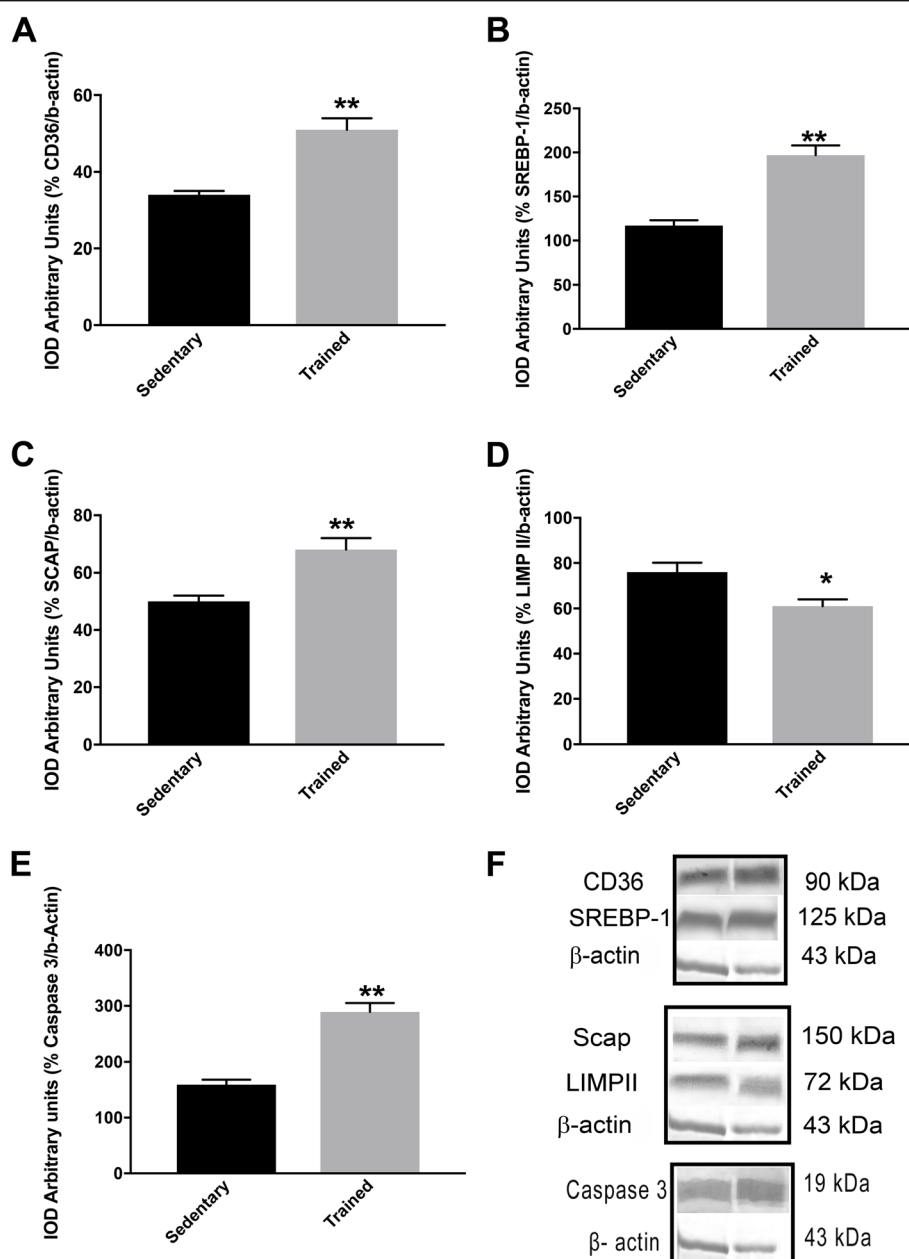 A
IOD Arbitrary Units (% CD36/b-actin)
60
40
20
0
**
Sedentary
Trained
B
IOD Arbitrary Units (% SREBP-1/b-actin)
250
200
150
100
50
0
**
Sedentary
Trained
C
IOD Arbitrary Units (% SCAP/b-actin)
80
60
40
20
0
**
Sedentary
Trained
D
IOD Arbitrary Units (% LIMP II/b-actin)
100
80
60
40
20
0
*
Sedentary
Trained
E
IOD Arbitrary units (% Caspase 3/b-Actin)
400
300
200
100
0
**
Sedentary
Trained
F
CD36 90 kDa
SREBP-1 125 kDa
β-actin 43 kDa
Scap 150 kDa
LIMPII 72 kDa
β-actin 43 kDa
Caspase 3 19 kDa
β- actin 43 kDa